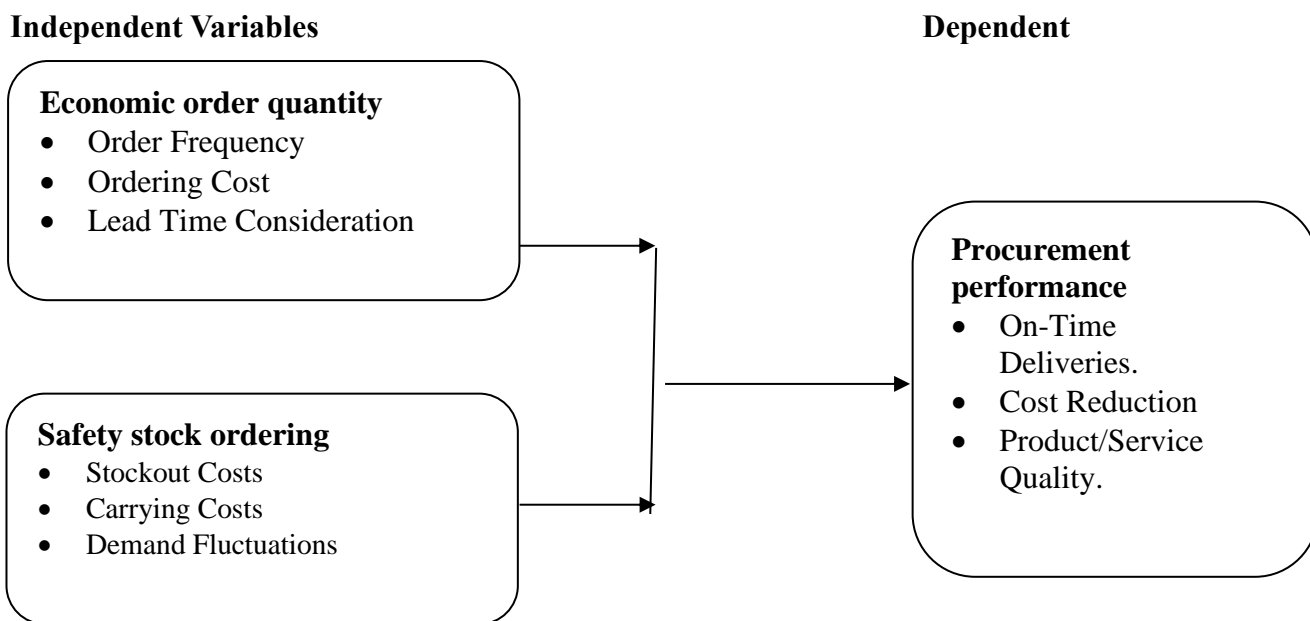 Independent Variables
Dependent
Economic order quantity
• Order Frequency
• Ordering Cost
• Lead Time Consideration
Safety stock ordering
• Stockout Costs
• Carrying Costs
• Demand Fluctuations
Procurement
performance
• On-Time
Deliveries.
• Cost Reduction
• Product/Service
Quality.